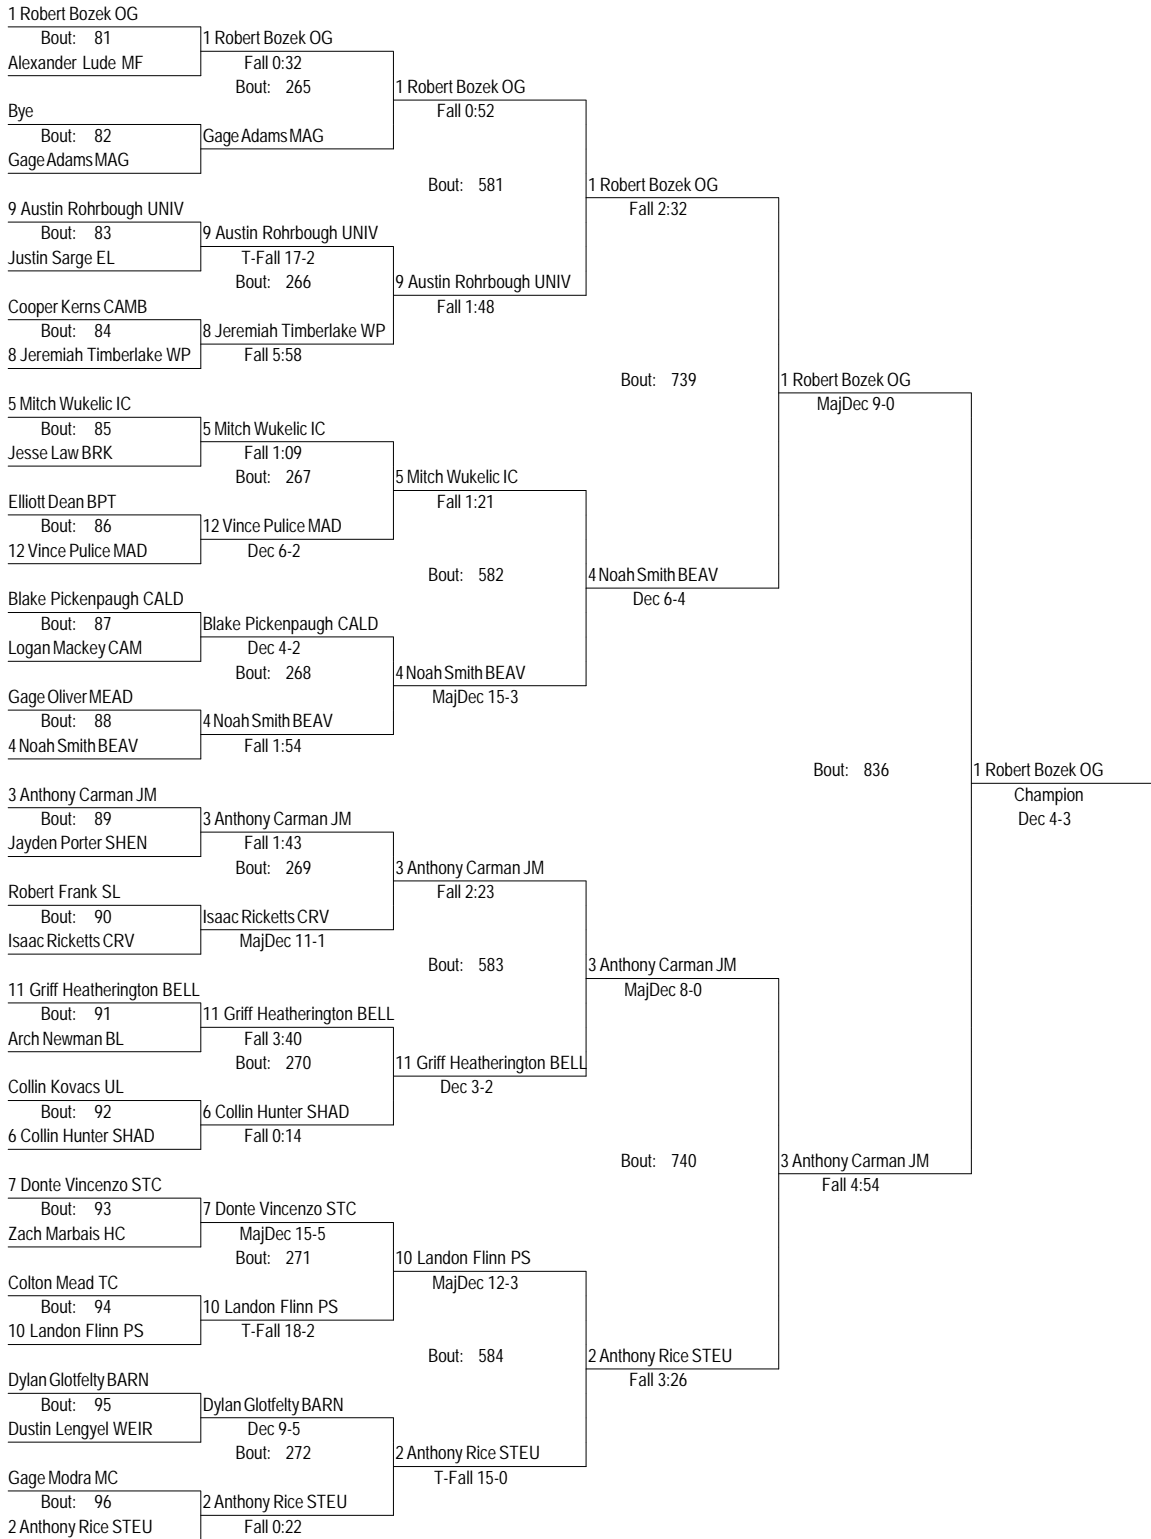 1 Robert Bozek OG
Bout: 81
Alexander Lude MF
Bye
Bout: 82
Gage Adams MAG
9 Austin Rohrbough UNIV
Bout: 83
Justin Sarge EL
Cooper Kerns CAMB
Bout: 84
8 Jeremiah Timberlake WP
5 Mitch Wukelic IC
Bout: 85
Jesse Law BRK
Elliott Dean BPT
Bout: 86
12 Vince Pulice MAD
Blake Pickenpaugh CALD
Bout: 87
Logan Mackey CAM
Gage Oliver MEAD
Bout: 88
4 Noah Smith BEAV
3 Anthony Carman JM
Bout: 89
Jayden Porter SHEN
Robert Frank SL
Bout: 90
Isaac Ricketts CRV
11 Griff Heatherington BELL
Bout: 91
Arch Newman BL
Collin Kovacs UL
Bout: 92
6 Collin Hunter SHAD
7 Donte Vincenzo STC
Bout: 93
Zach Marbais HC
Colton Mead TC
Bout: 94
10 Landon Flinn PS
Dylan Glotfelty BARN
Bout: 95
Dustin Lengyel WEIR
Gage Modra MC
Bout: 96
2 Anthony Rice STEU
1 Robert Bozek OG
Fall 0:32
Bout: 265
Gage Adams MAG
9 Austin Rohrbough UNIV
T-Fall 17-2
Bout: 266
8 Jeremiah Timberlake WP
Fall 5:58
5 Mitch Wukelic IC
Fall 1:09
Bout: 267
12 Vince Pulice MAD
Dec 6-2
Blake Pickenpaugh CALD
Dec 4-2
Bout: 268
4 Noah Smith BEAV
Fall 1:54
3 Anthony Carman JM
Fall 1:43
Bout: 269
Isaac Ricketts CRV
MajDec 11-1
11 Griff Heatherington BELL
Fall 3:40
Bout: 270
6 Collin Hunter SHAD
Fall 0:14
7 Donte Vincenzo STC
MajDec 15-5
Bout: 271
10 Landon Flinn PS
T-Fall 18-2
Dylan Glotfelty BARN
Dec 9-5
Bout: 272
2 Anthony Rice STEU
Fall 0:22
1 Robert Bozek OG
Fall 0:52
Bout: 581
9 Austin Rohrbough UNIV
Fall 1:48
5 Mitch Wukelic IC
Fall 1:21
Bout: 582
4 Noah Smith BEAV
MajDec 15-3
3 Anthony Carman JM
Fall 2:23
Bout: 583
11 Griff Heatherington BELL
Dec 3-2
10 Landon Flinn PS
MajDec 12-3
Bout: 584
2 Anthony Rice STEU
T-Fall 15-0
1 Robert Bozek OG
Fall 2:32
Bout: 739
4 Noah Smith BEAV
Dec 6-4
3 Anthony Carman JM
MajDec 8-0
Bout: 740
2 Anthony Rice STEU
Fall 3:26
1 Robert Bozek OG
MajDec 9-0
Bout: 836
3 Anthony Carman JM
Fall 4:54
1 Robert Bozek OG
Champion
Dec 4-3